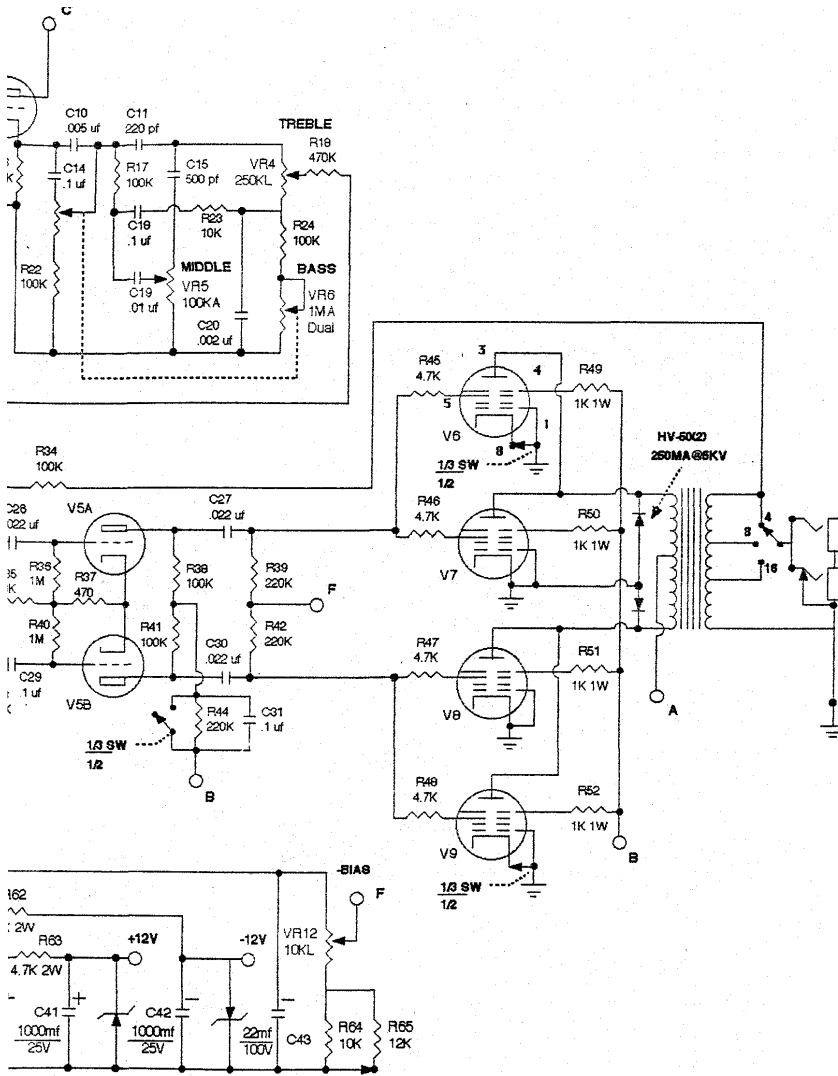 C
C10
.005 uf
C11
220 pf
TREBLE
R18
470K
C14
.1 uf
R17
100K
C15
500 pf
VR4
250KL
C18
.1 uf
R23
10K
R24
100K
R22
100K
MIDDLE
VR5
100KA
BASS
VR6
1MA
Dual
C19
.01 uf
C20
.002 uf
R45
4.7K
3
4
5
1
8
V6
R49
1K 1W
1/3 SW
1/2
HV-60(2)
250MA@5KV
R34
100K
C27
.022 uf
V5A
022 uf
R36
1M
R37
470
R38
100K
R39
220K
F
R40
1M
R41
100K
R42
220K
C29
.1 uf
V5B
C30
.022 uf
R44
220K
C31
.1 uf
1/3 SW
1/2
B
R46
4.7K
V7
R50
1K 1W
4
8
16
R47
4.7K
V8
R51
1K 1W
A
R48
4.7K
V9
R52
1K 1W
B
1/3 SW
1/2
-BIAS
F
R62
2W
R63
4.7K 2W
+12V
-12V
VR12
10KL
C41
1000mf
25V
C42
1000mf
25V
22mf
100V
C43
R64
10K
R65
12K